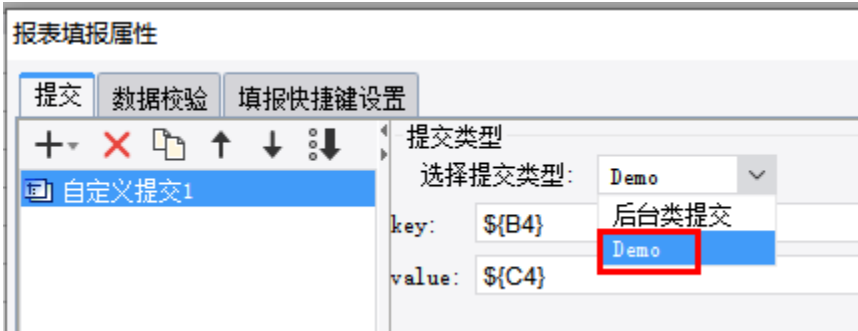 报表填报属性
提交 数据校验 填报快捷键设置
提交类型
选择提交类型: Demo
自定义提交1
后台类提交
key: ${B4}
Demo
value: ${C4}